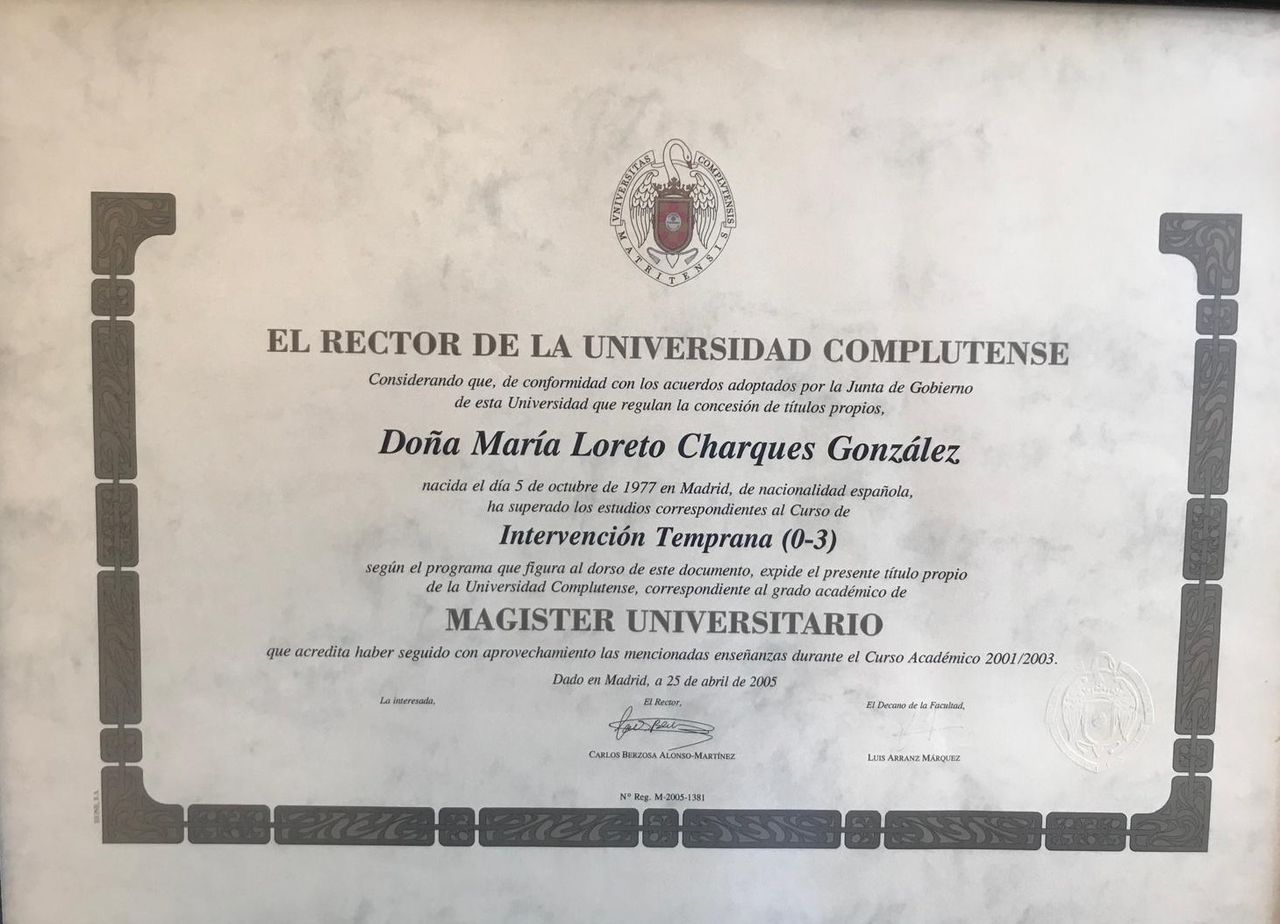 VNIVERSITAS COMPLVTENSIS
MATRITENSIS
EL RECTOR DE LA UNIVERSIDAD COMPLUTENSE
Considerando que, de conformidad con los acuerdos adoptados por la Junta de Gobierno
de esta Universidad que regulan la concesión de títulos propios,
Doña María Loreto Charques González
nacida el día 5 de octubre de 1977 en Madrid, de nacionalidad española,
ha superado los estudios correspondientes al Curso de
Intervención Temprana (0-3)
según el programa que figura al dorso de este documento, expide el presente título propio
de la Universidad Complutense, correspondiente al grado académico de
MAGISTER UNIVERSITARIO
que acredita haber seguido con aprovechamiento las mencionadas enseñanzas durante el Curso Académico 2001/2003.
Dado en Madrid, a 25 de abril de 2005
La interesada,
El Rector,
El Decano de la Facultad,
CARLOS BERZOSA ALONSO-MARTÍNEZ
LUIS ARRANZ MÁRQUEZ
Nº Reg. M-2005-1381